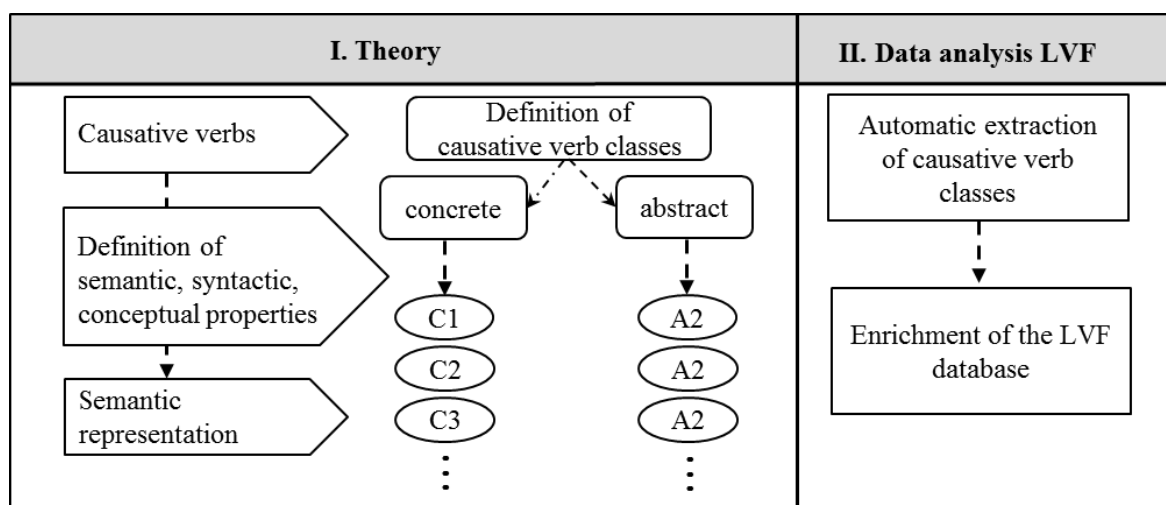 I. Theory
II. Data analysis LVF
Causative verbs
Definition of
semantic, syntactic,
conceptual properties
Semantic
representation
Definition of
causative verb classes
concrete
abstract
C1
A2
C2
A2
C3
A2
Automatic extraction
of causative verb
classes
Enrichment of the LVF
database